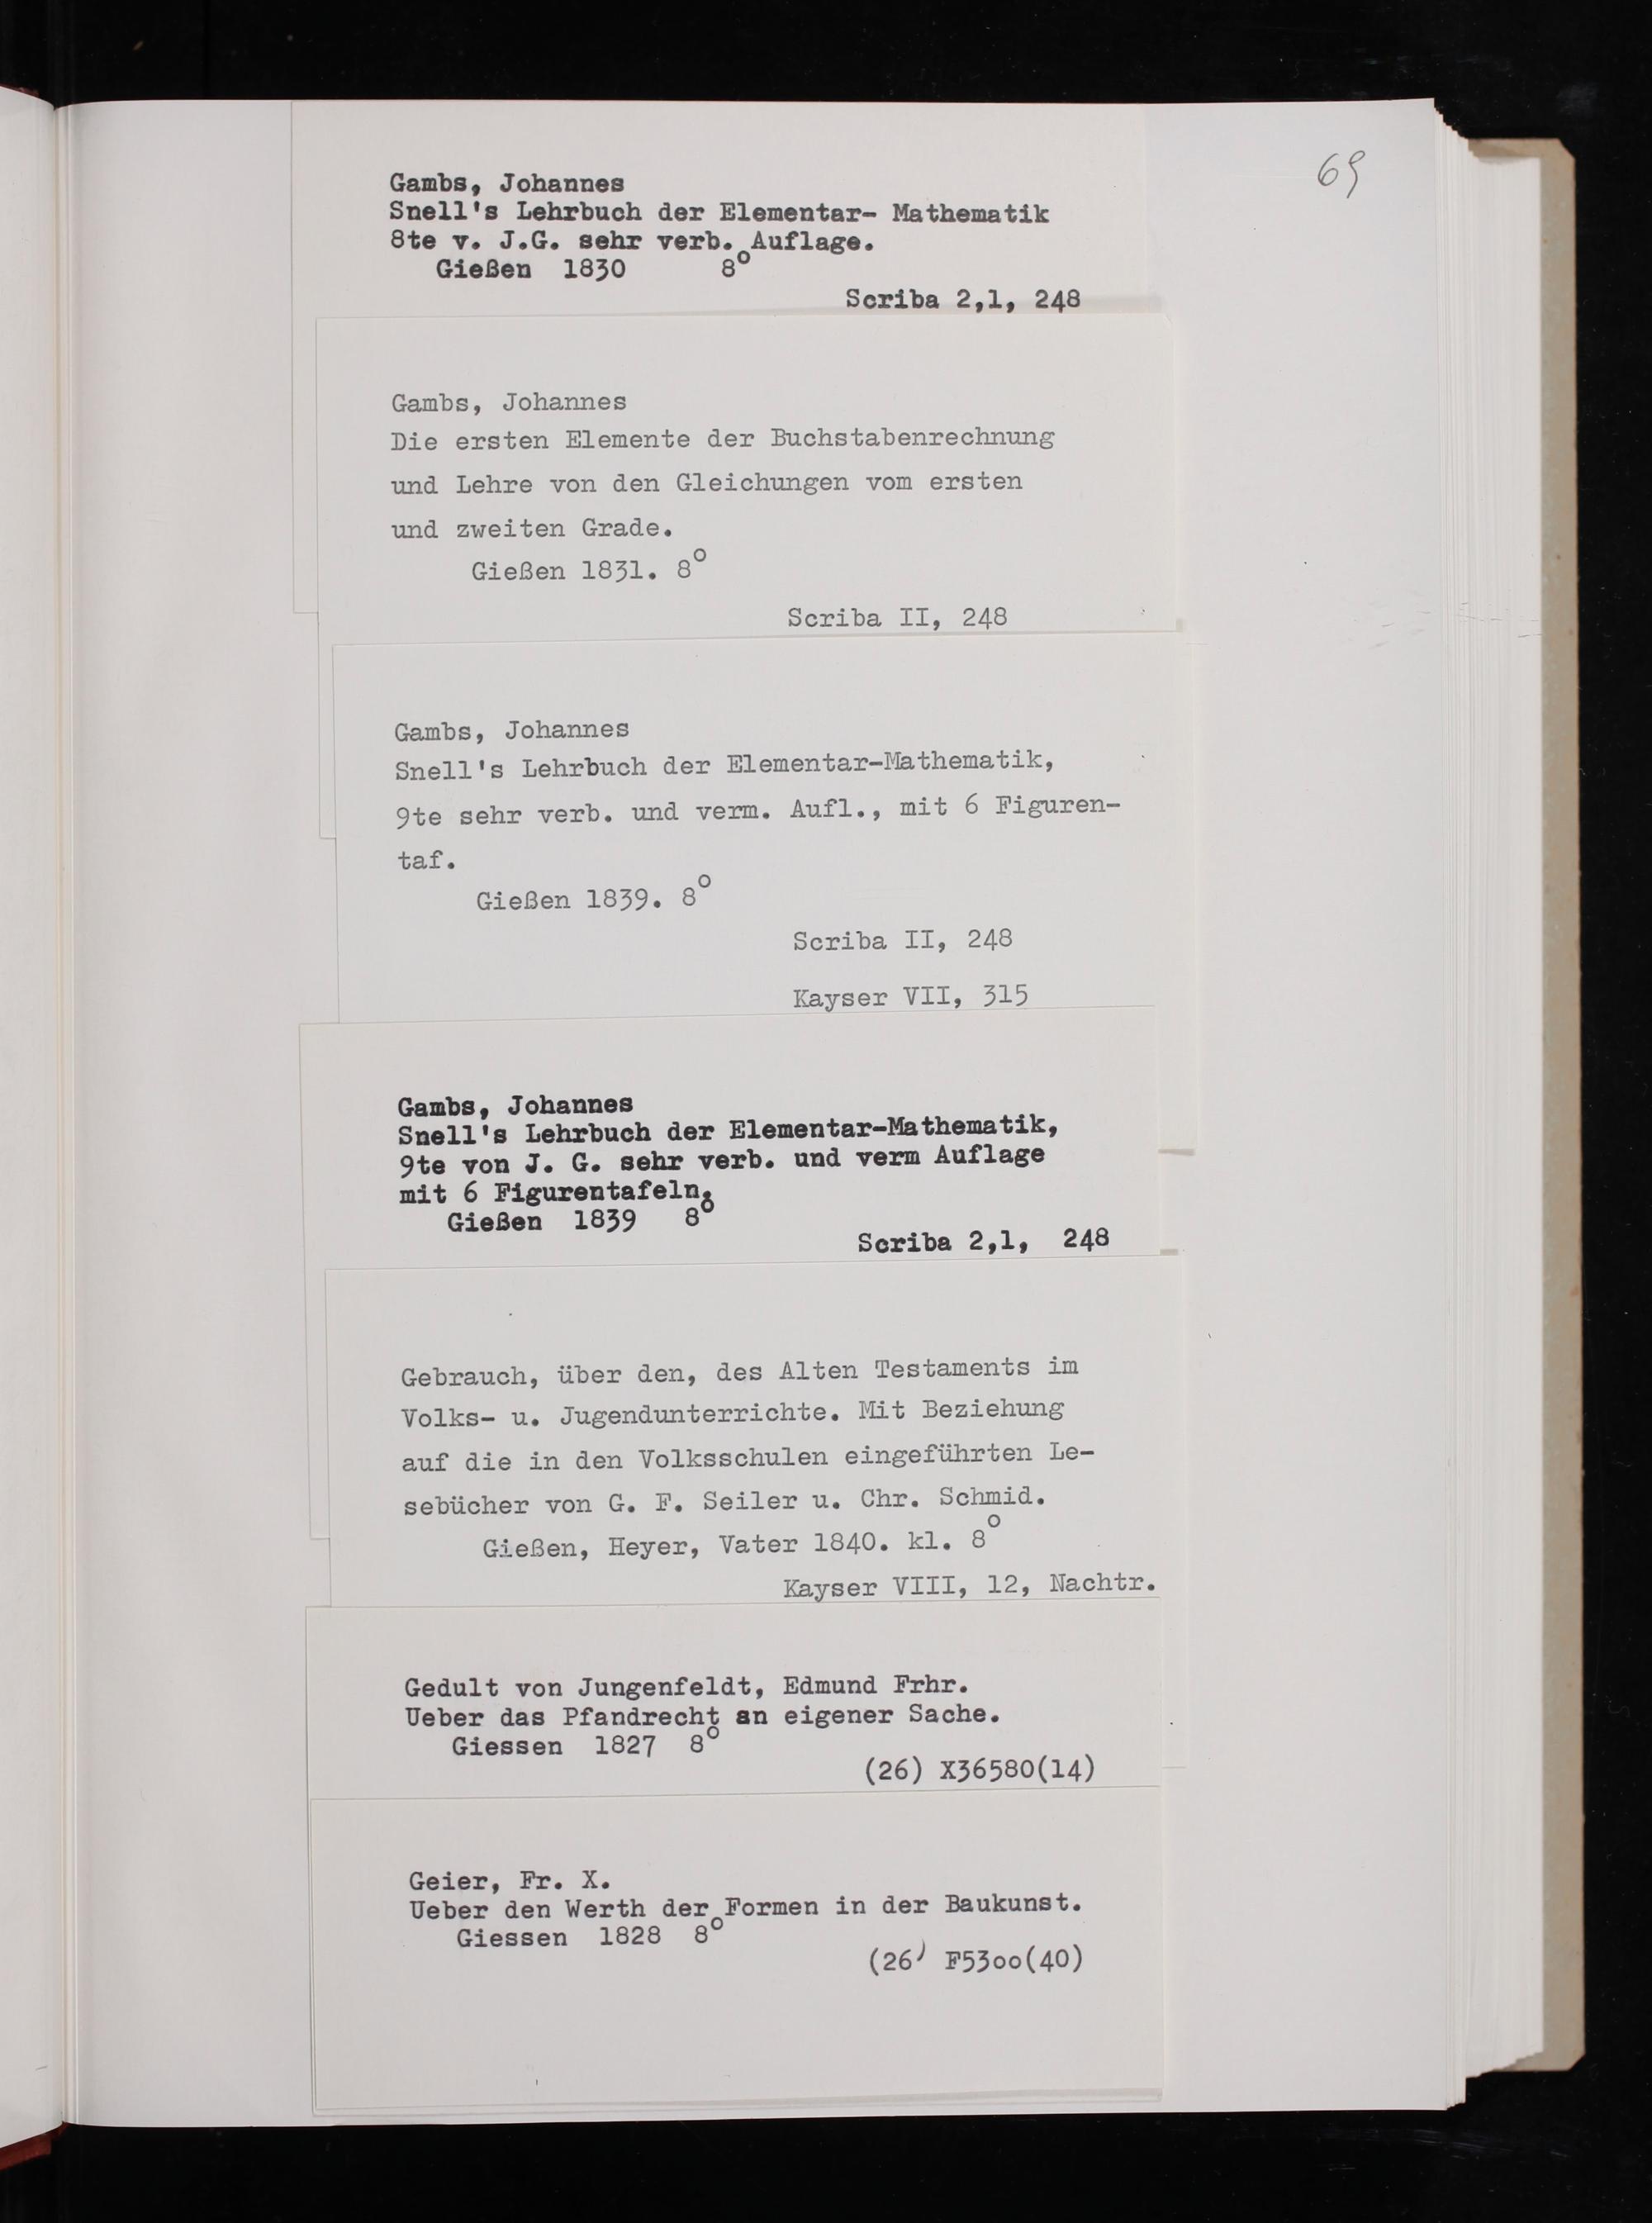 69
Gambs, Johannes
Snell's Lehrbuch der Elementar- Mathematik
8te v. J.G. sehr verb. Auflage.
Gießen 1830 8°
Scriba 2,1, 248
Gambs, Johannes
Die ersten Elemente der Buchstabenrechnung
und Lehre von den Gleichungen vom ersten
und zweiten Grade.
Gießen 1831. 8°
Scriba II, 248
Gambs, Johannes
Snell's Lehrbuch der Elementar-Mathematik,
9te sehr verb. und verm. Aufl., mit 6 Figuren-
taf.
Gießen 1839. 8°
Scriba II, 248
Kayser VII, 315
Gambs, Johannes
Snell's Lehrbuch der Elementar-Mathematik,
9te von J. G. sehr verb. und verm Auflage
mit 6 Figurentafeln.
Gießen 1839 8°
Scriba 2,1, 248
Gebrauch, über den, des Alten Testaments im
Volks- u. Jugendunterrichte. Mit Beziehung
auf die in den Volksschulen eingeführten Le-
sebücher von G. F. Seiler u. Chr. Schmid.
Gießen, Heyer, Vater 1840. kl. 8°
Kayser VIII, 12, Nachtr.
Gedult von Jungenfeldt, Edmund Frhr.
Ueber das Pfandrecht an eigener Sache.
Giessen 1827 8°
(26) X36580(14)
Geier, Fr. X.
Ueber den Werth der Formen in der Baukunst.
Giessen 1828 8°
(26) F5300(40)